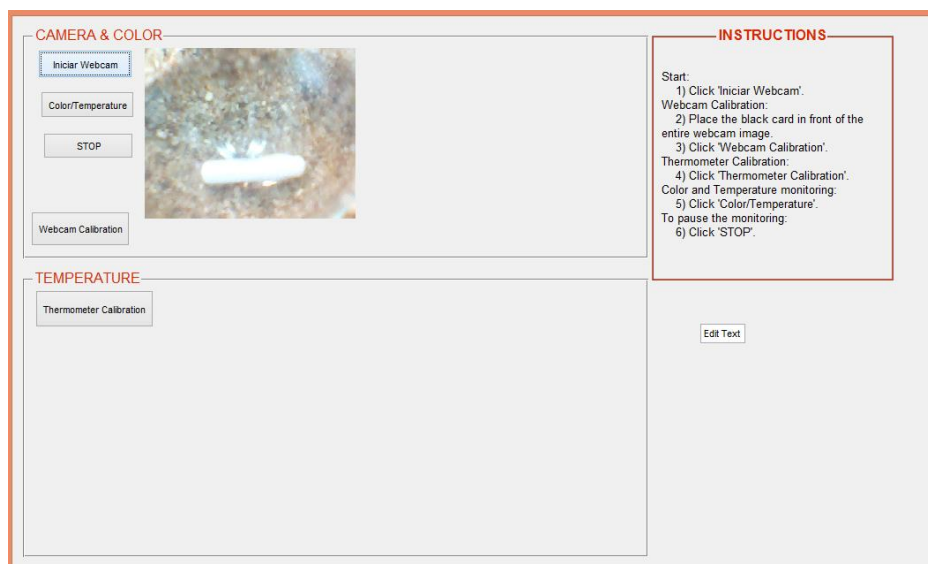 CAMERA & COLOR
Iniciar Webcam
Color/Temperature
STOP
Webcam Calibration
TEMPERATURE
Thermometer Calibration
INSTRUCTIONS
Start:
1) Click 'Iniciar Webcam'.
Webcam Calibration:
2) Place the black card in front of the
entire webcam image.
3) Click 'Webcam Calibration'.
Thermometer Calibration:
4) Click 'Thermometer Calibration'.
Color and Temperature monitoring:
5) Click 'Color/Temperature'.
To pause the monitoring:
6) Click 'STOP'.
Edit Text